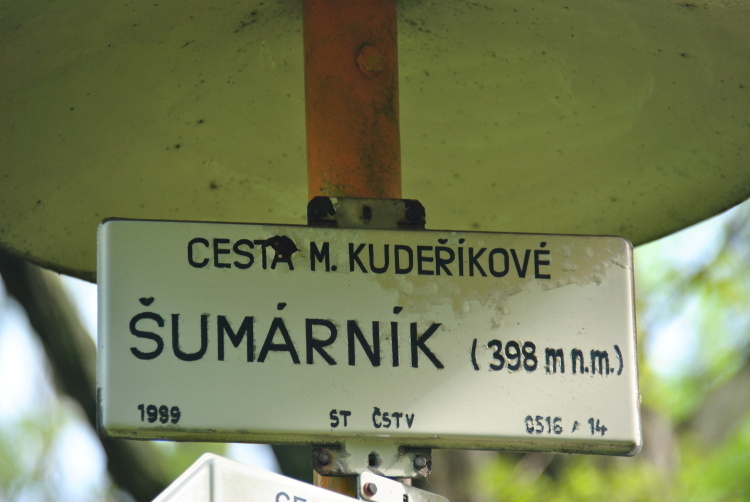 CESTA M. KUDEŘÍKOVÉ
ŠUMÁRNÍK (398 m n.m.)
1989 ST ČSTV 0516 / 14